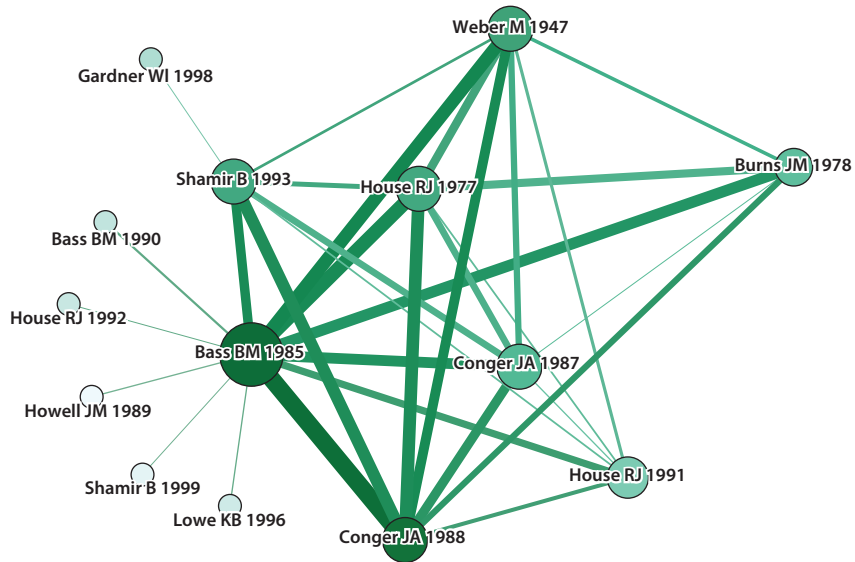 Weber M 1947
Gardner WI 1998
Burns JM 1978
Shamir B 1993
House RJ 1977
Bass BM 1990
House RJ 1992
Bass BM 1985
Conger JA 1987
Howell JM 1989
House RJ 1991
Shamir B 1999
Lowe KB 1996
Conger JA 1988